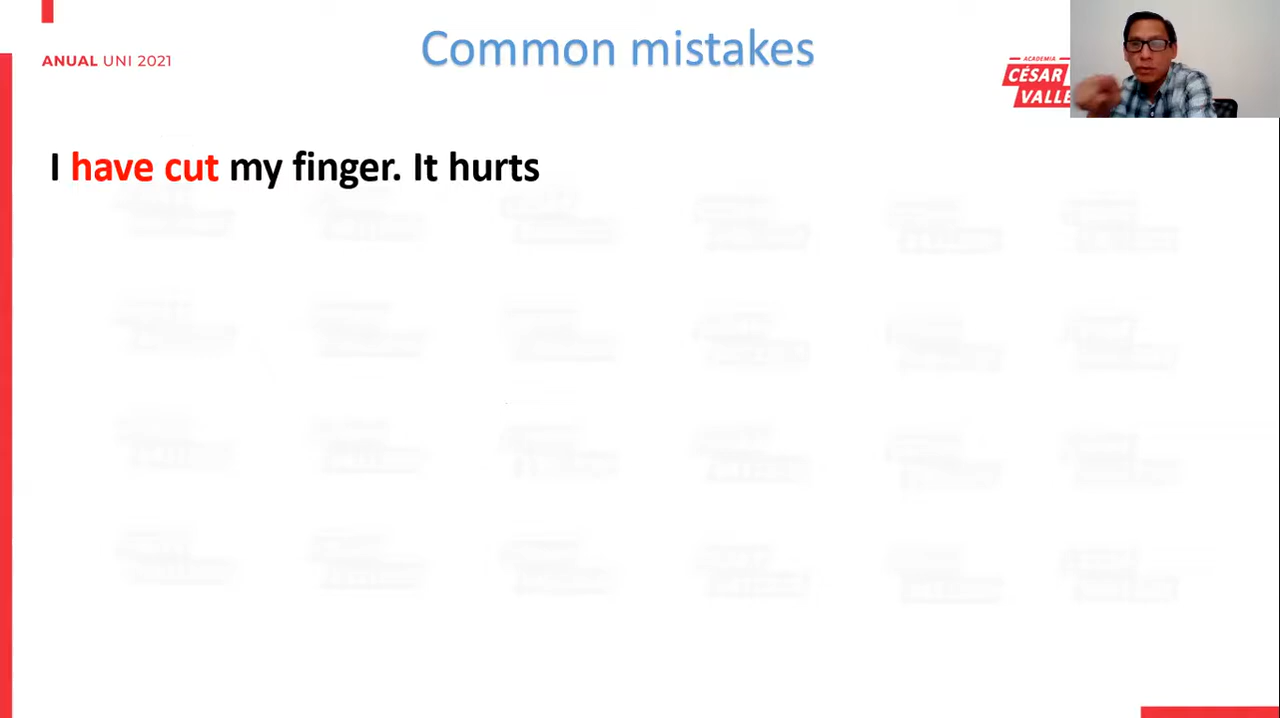 Common mistakes
ANUAL UNI 2021
ACADEMIA
CÉSAR
VALLE
I have cut my finger. It hurts